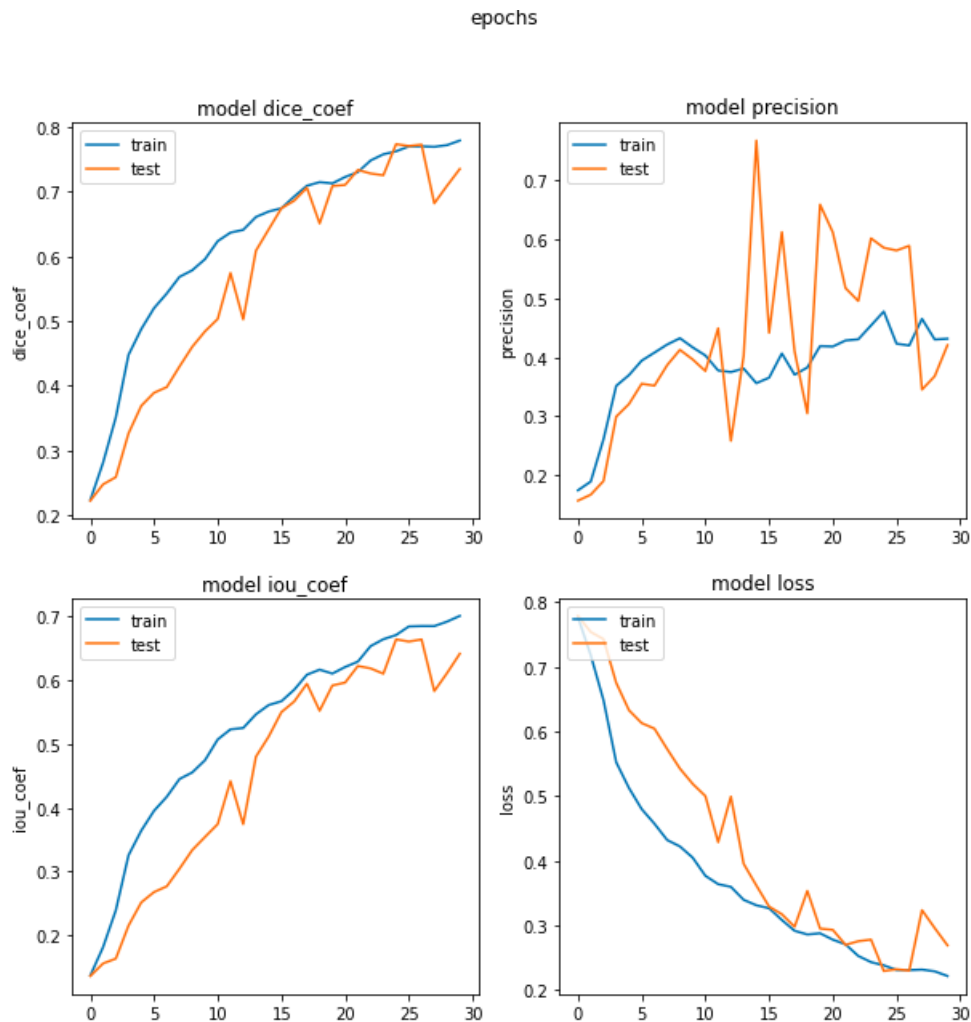 epochs
model dice_coef
dice_coef
train
test
0.8
0.7
0.6
0.5
0.4
0.3
0.2
0 5 10 15 20 25 30
model precision
precision
train
test
0.7
0.6
0.5
0.4
0.3
0.2
0 5 10 15 20 25 30
model iou_coef
iou_coef
train
test
0.7
0.6
0.5
0.4
0.3
0.2
0 5 10 15 20 25 30
model loss
loss
train
test
0.8
0.7
0.6
0.5
0.4
0.3
0.2
0 5 10 15 20 25 30